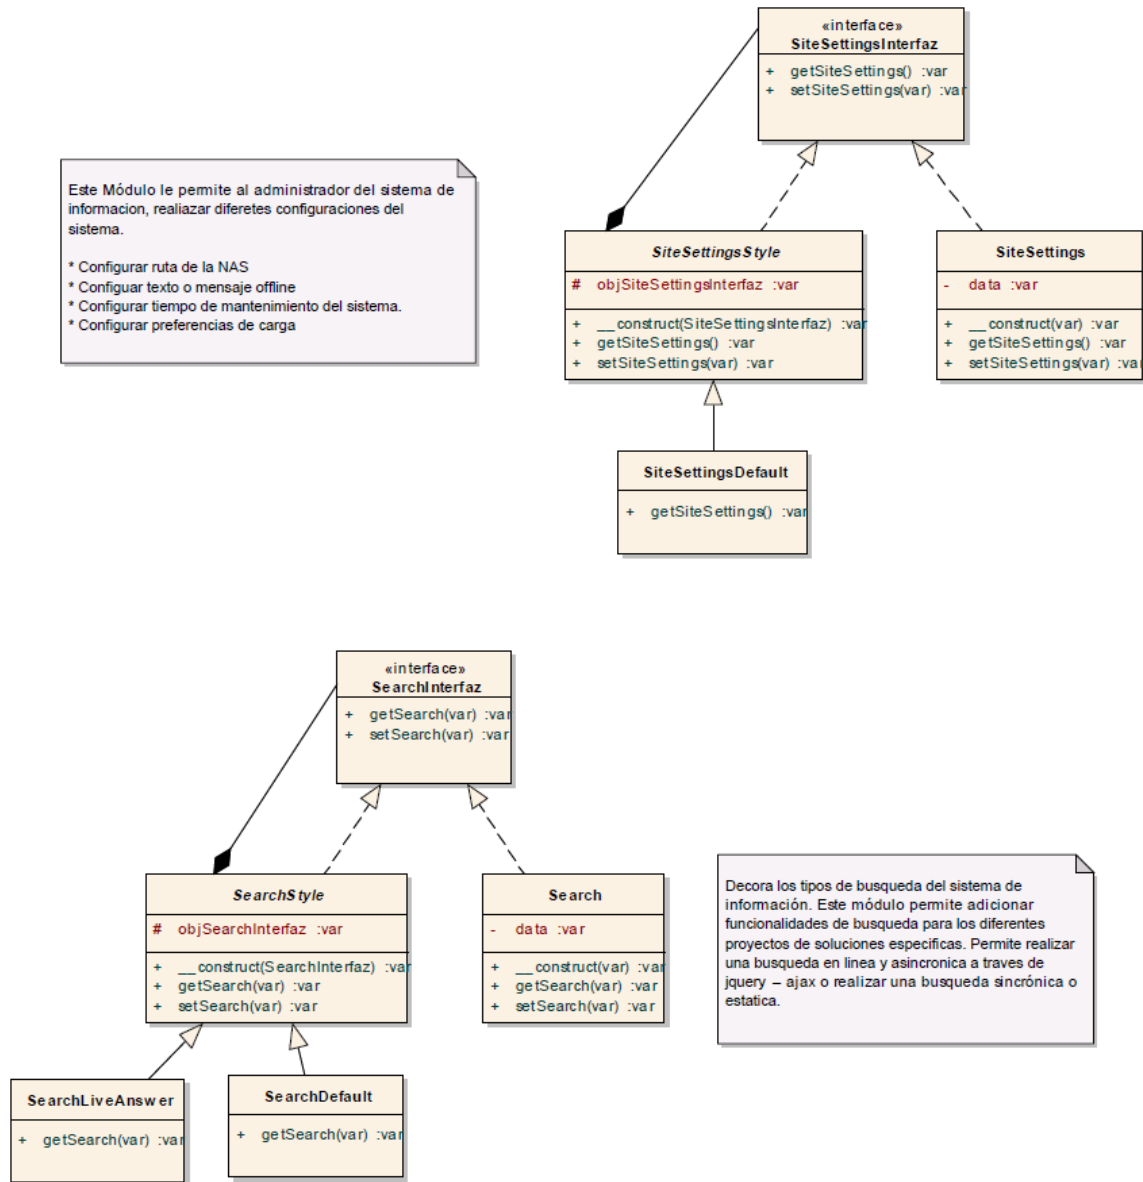 «interface»
SiteSettingsInterfaz
+ getSiteSettings() :var
+ setSiteSettings(var) :var
Este Módulo le permite al administrador del sistema de
informacion, realiazar diferetes configuraciones del
sistema.
* Configurar ruta de la NAS
* Configuar texto o mensaje offline
* Configurar tiempo de mantenimiento del sistema.
* Configurar preferencias de carga
SiteSettingsStyle
# objSiteSettingsInterfaz :var
+ __construct(SiteSettingsInterfaz) :var
+ getSiteSettings() :var
+ setSiteSettings(var) :var
SiteSettings
- data :var
+ __construct(var) :var
+ getSiteSettings() :var
+ setSiteSettings(var) :var
SiteSettingsDefault
+ getSiteSettings() :var
«interface»
SearchInterfaz
+ getSearch(var) :var
+ setSearch(var) :var
SearchStyle
# objSearchInterfaz :var
+ __construct(SearchInterfaz) :var
+ getSearch(var) :var
+ setSearch(var) :var
Search
- data :var
+ __construct(var) :var
+ getSearch(var) :var
+ setSearch(var) :var
Decora los tipos de busqueda del sistema de
información. Este módulo permite adicionar
funcionalidades de busqueda para los diferentes
proyectos de soluciones especificas. Permite realizar
una busqueda en linea y asincronica a traves de
jquery – ajax o realizar una busqueda sincrónica o
estatica.
SearchLiveAnswer
+ getSearch(var) :var
SearchDefault
+ getSearch(var) :var